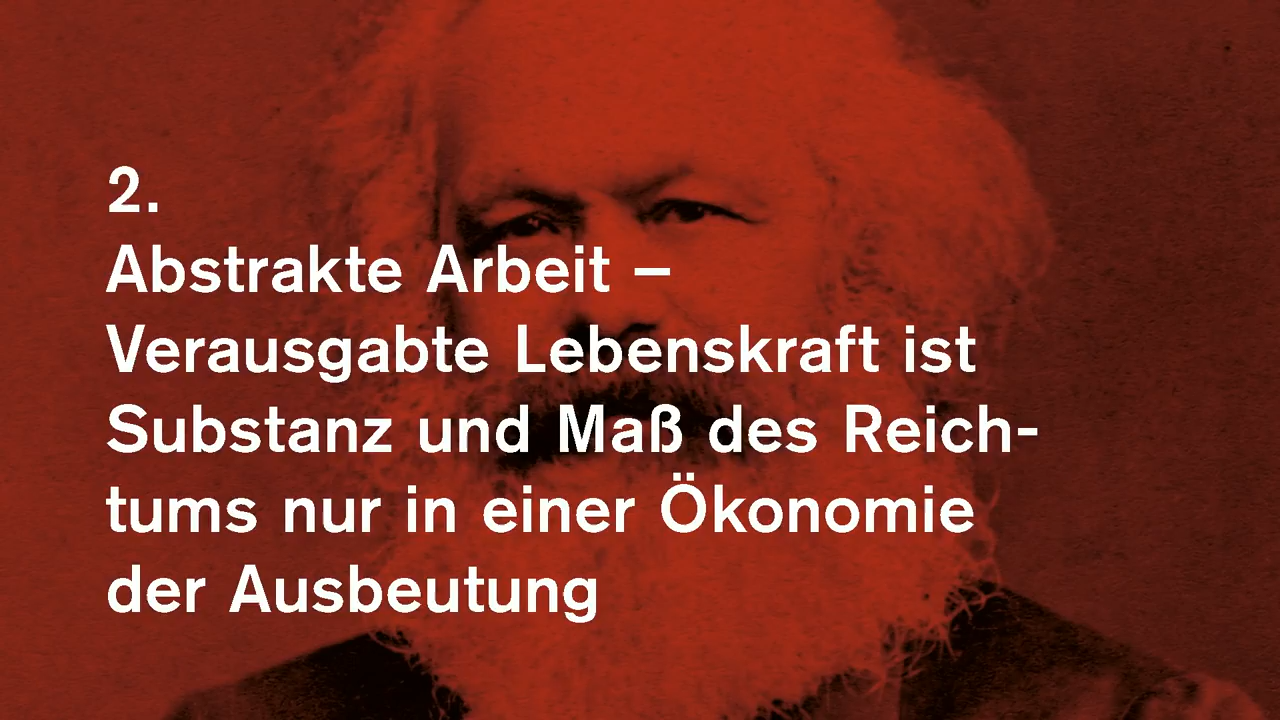 2.
Abstrakte Arbeit –
Verausgabte Lebenskraft ist
Substanz und Maß des Reich-
tums nur in einer Ökonomie
der Ausbeutung